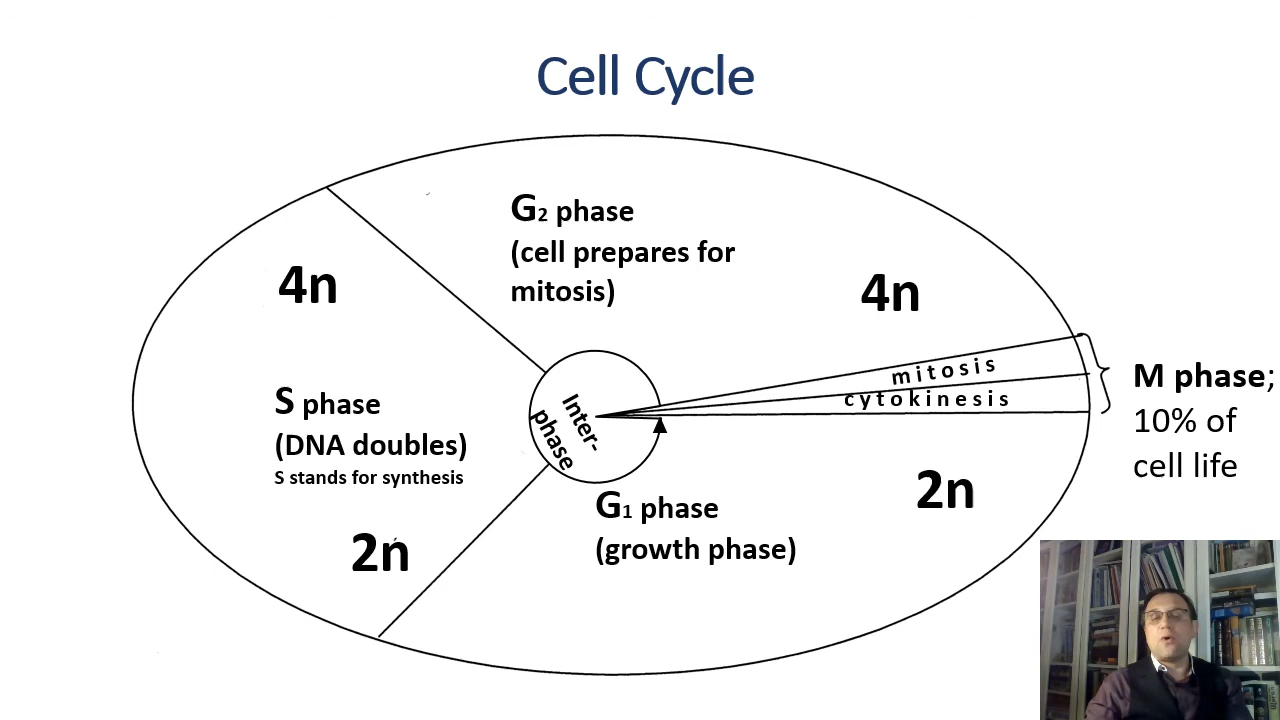 Cell Cycle
G2 phase
(cell prepares for
mitosis)
4n
4n
mitosis
cytokinesis
M phase;
10% of
cell life
S phase
(DNA doubles)
S stands for synthesis
2n
Inter-
phase
G1 phase
(growth phase)
2n